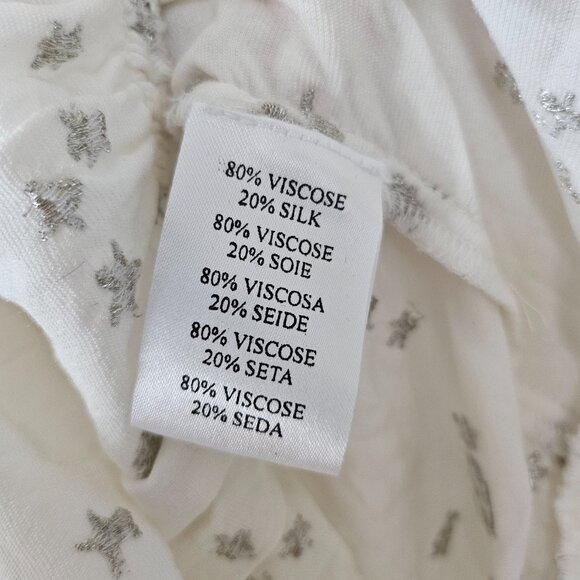 80% VISCOSE
20% SILK
80% VISCOSE
20% SOIE
80% VISCOSA
20% SEIDE
80% VISCOSE
20% SETA
80% VISCOSE
20% SEDA